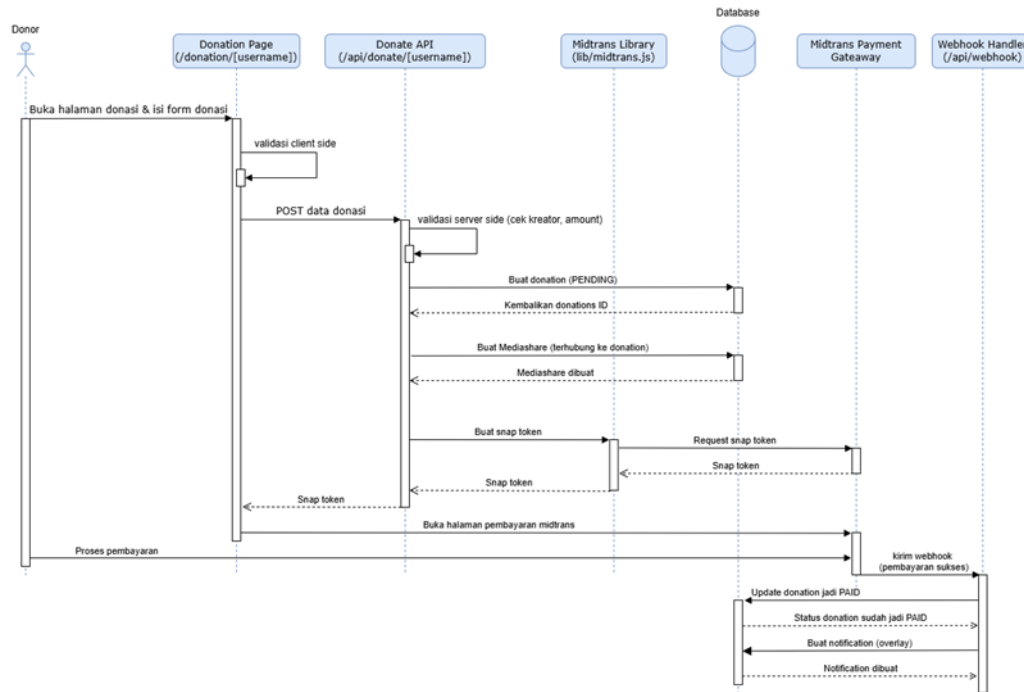 Donor
Donation Page
(/donation/[username])
Donate API
(/api/donate/[username])
Midtrans Library
(lib/midtrans.js)
Database
Midtrans Payment
Gateaway
Webhook Handler
(/api/webhook)
Buka halaman donasi & isi form donasi
validasi client side
POST data donasi
validasi server side (cek kreator, amount)
Buat donation (PENDING)
Kembalikan donations ID
Buat Mediashare (terhubung ke donation)
Mediashare dibuat
Buat snap token
Request snap token
Snap token
Snap token
Snap token
Buka halaman pembayaran midtrans
Proses pembayaran
kirim webhook
(pembayaran sukses)
Update donation jadi PAID
Status donation sudah jadi PAID
Buat notification (overlay)
Notification dibuat